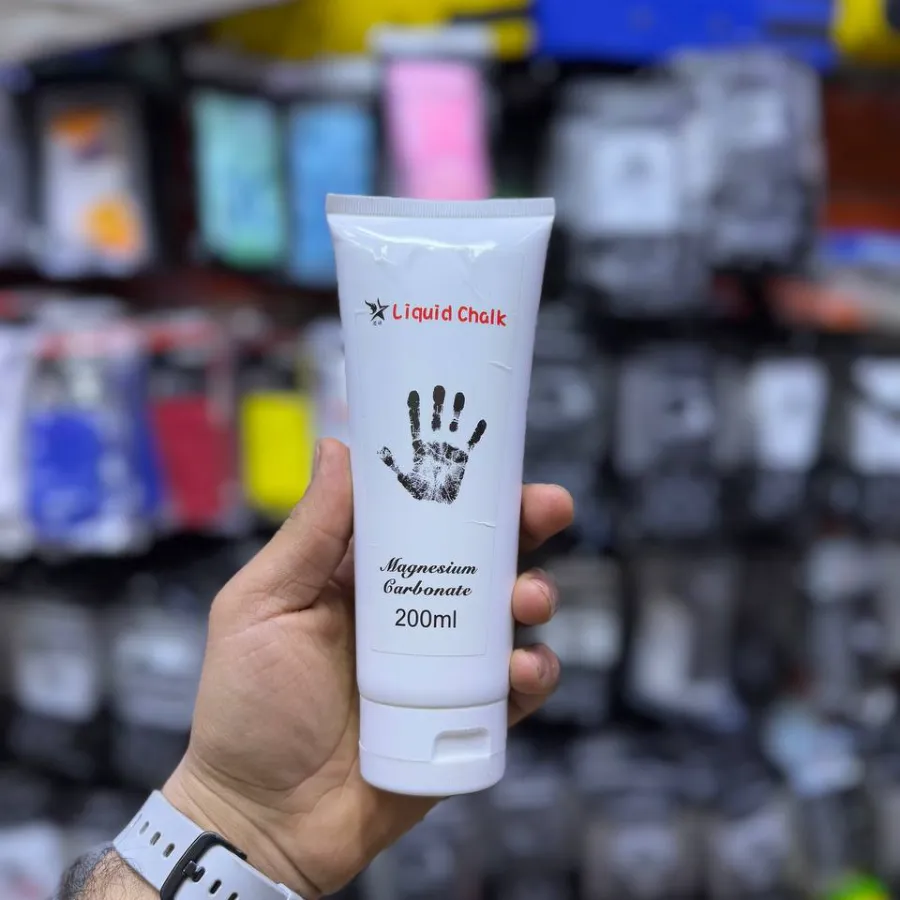 Liquid Chalk
Magnesium
Carbonate
200ml